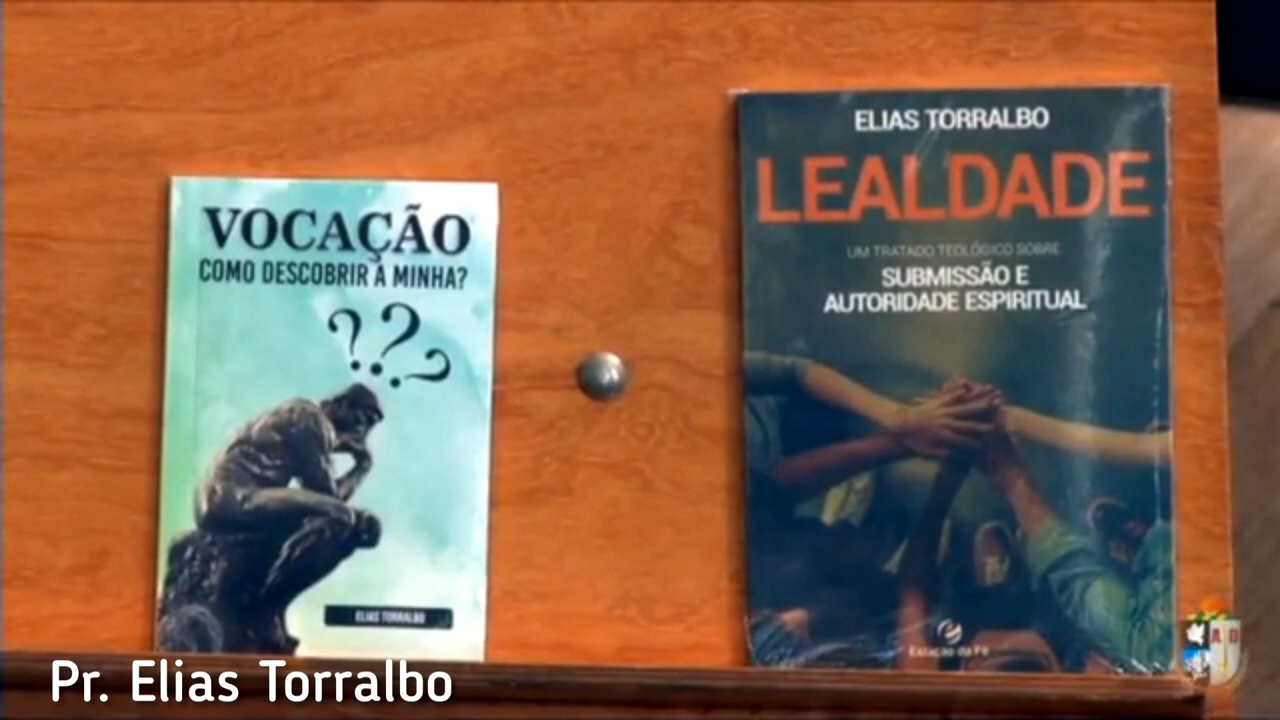 VOCAÇÃO
COMO DESCOBRIR A MINHA?
???
ELIAS TORRALBO
ELIAS TORRALBO
LEALDADE
UM TRATADO TEOLÓGICO SOBRE
SUBMISSÃO E
AUTORIDADE ESPIRITUAL
Estação da Fé
AD
Pr. Elias Torralbo